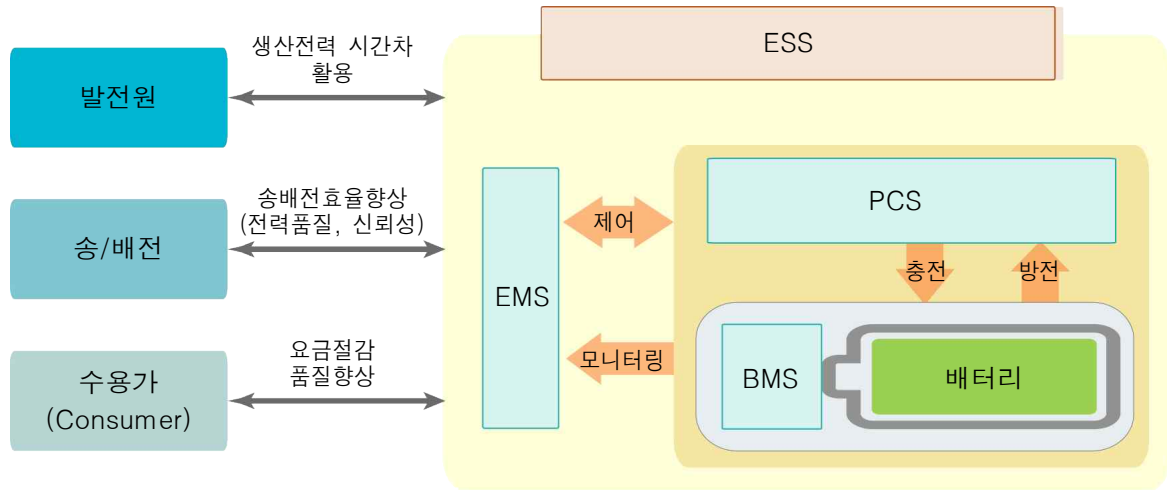 생산전력 시간차
활용
발전원
송배전효율향상
(전력품질, 신뢰성)
송/배전
요금절감
품질향상
수용가
(Consumer)
ESS
EMS
제어
모니터링
PCS
충전
방전
BMS
배터리